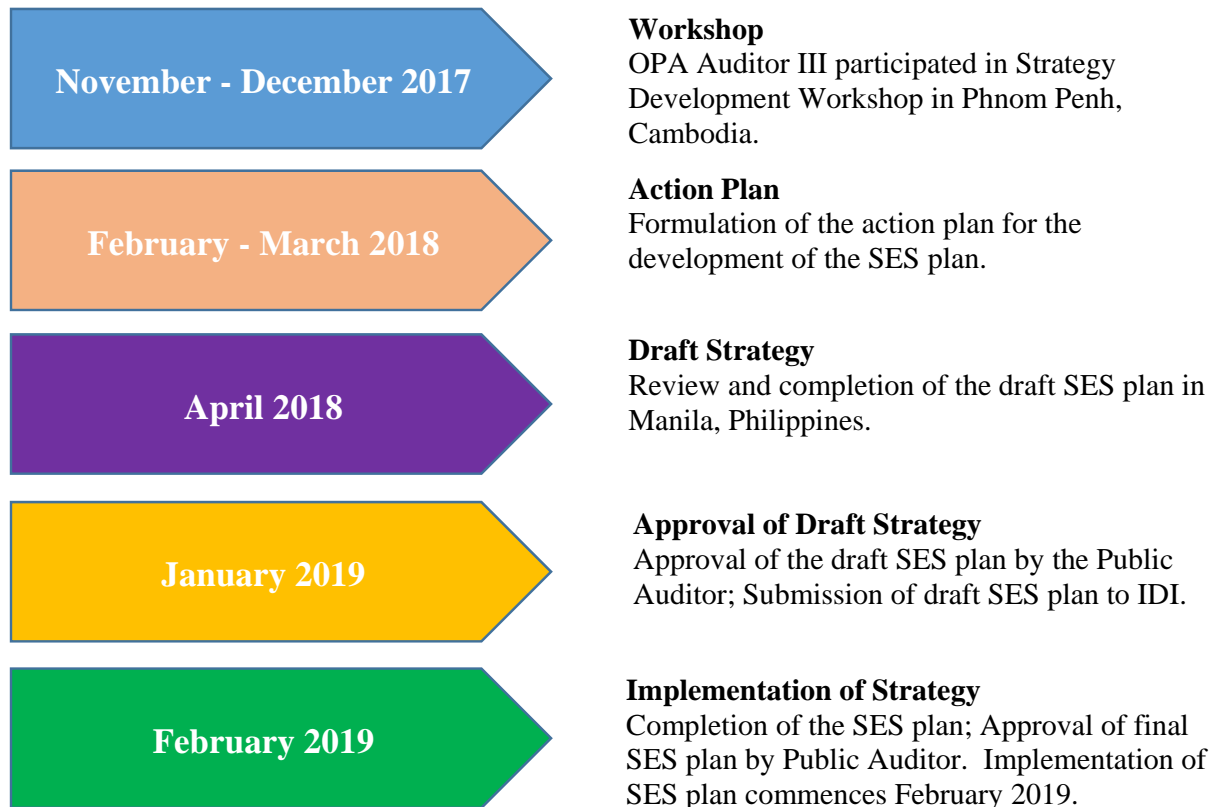 November - December 2017
Workshop
OPA Auditor III participated in Strategy
Development Workshop in Phnom Penh,
Cambodia.
February - March 2018
Action Plan
Formulation of the action plan for the
development of the SES plan.
April 2018
Draft Strategy
Review and completion of the draft SES plan in
Manila, Philippines.
January 2019
Approval of Draft Strategy
Approval of the draft SES plan by the Public
Auditor; Submission of draft SES plan to IDI.
February 2019
Implementation of Strategy
Completion of the SES plan; Approval of final
SES plan by Public Auditor.  Implementation of
SES plan commences February 2019.